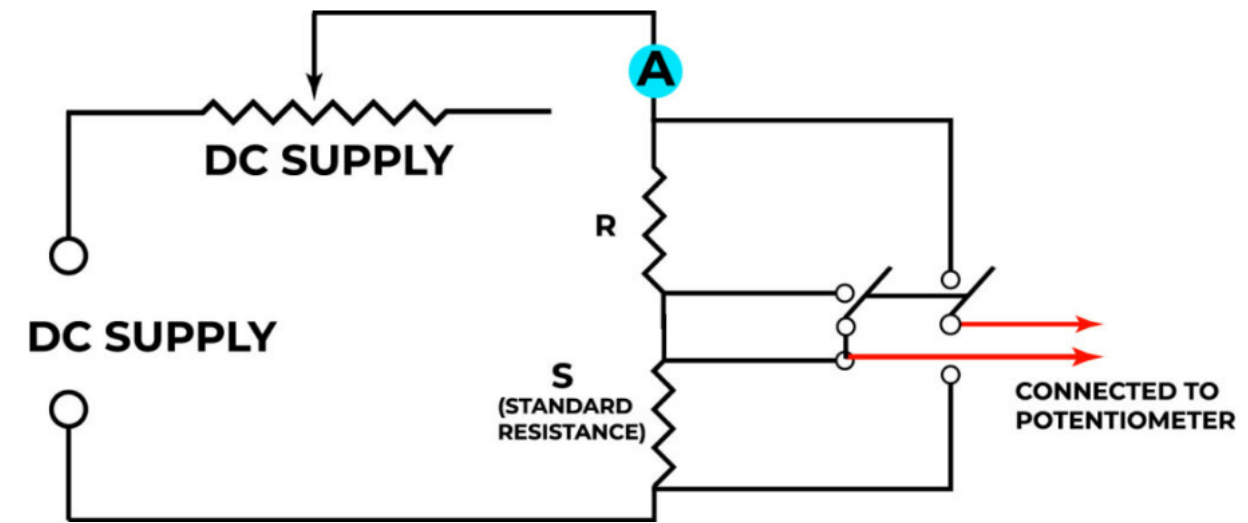 A
DC SUPPLY
R
DC SUPPLY
S
(STANDARD
RESISTANCE)
CONNECTED TO
POTENTIOMETER